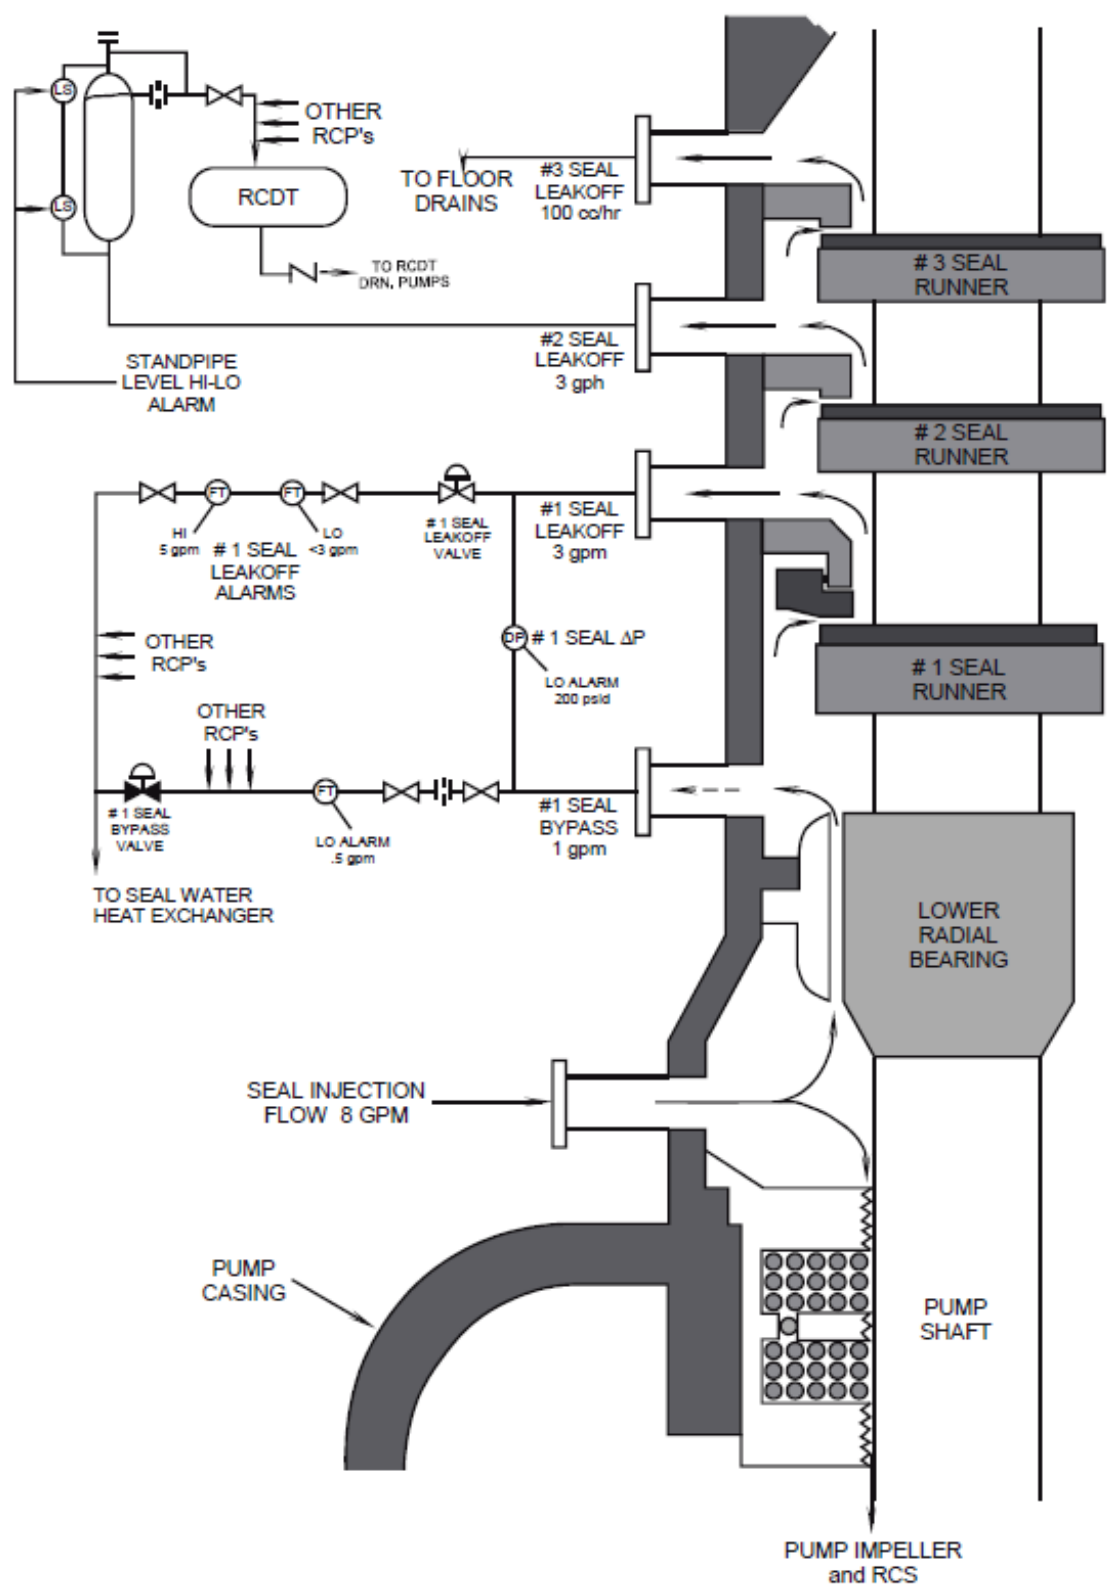 LS
OTHER
RCP's
LS
RCDT
TO RCDT
DRN. PUMPS
STANDPIPE
LEVEL HI-LO
ALARM
TO FLOOR
DRAINS
#3 SEAL
LEAKOFF
100 cc/hr
# 3 SEAL
RUNNER
#2 SEAL
LEAKOFF
3 gph
# 2 SEAL
RUNNER
FT
FT
HI
5 gpm
LO
<3 gpm
# 1 SEAL
LEAKOFF
ALARMS
# 1 SEAL
LEAKOFF
VALVE
#1 SEAL
LEAKOFF
3 gpm
OTHER
RCP's
DP
# 1 SEAL ΔP
LO ALARM
200 psid
# 1 SEAL
RUNNER
OTHER
RCP's
# 1 SEAL
BYPASS
VALVE
FT
LO ALARM
.5 gpm
#1 SEAL
BYPASS
1 gpm
TO SEAL WATER
HEAT EXCHANGER
LOWER
RADIAL
BEARING
SEAL INJECTION
FLOW 8 GPM
PUMP
CASING
PUMP
SHAFT
PUMP IMPELLER
and RCS